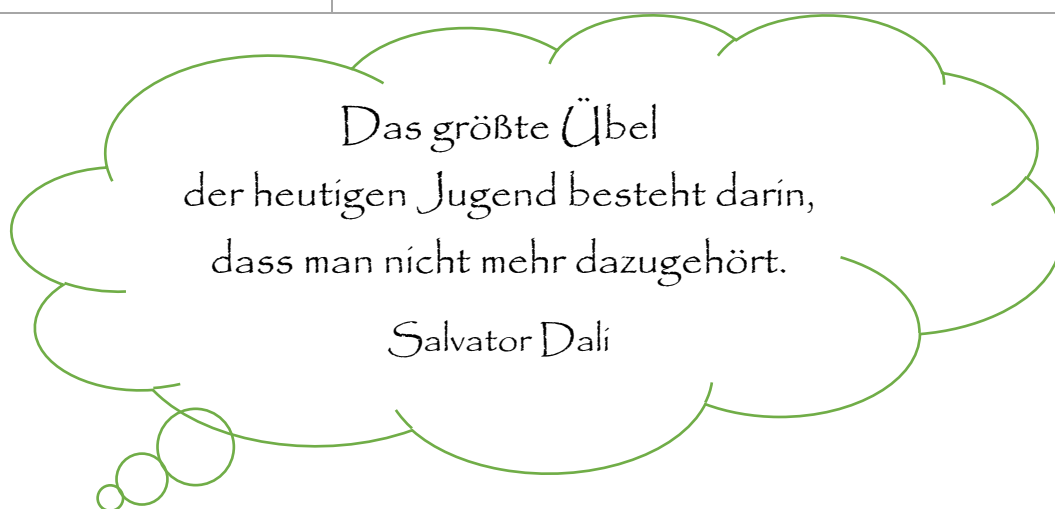 Das größte Übel
der heutigen Jugend besteht darin,
dass man nicht mehr dazugehört.
Salvator Dali